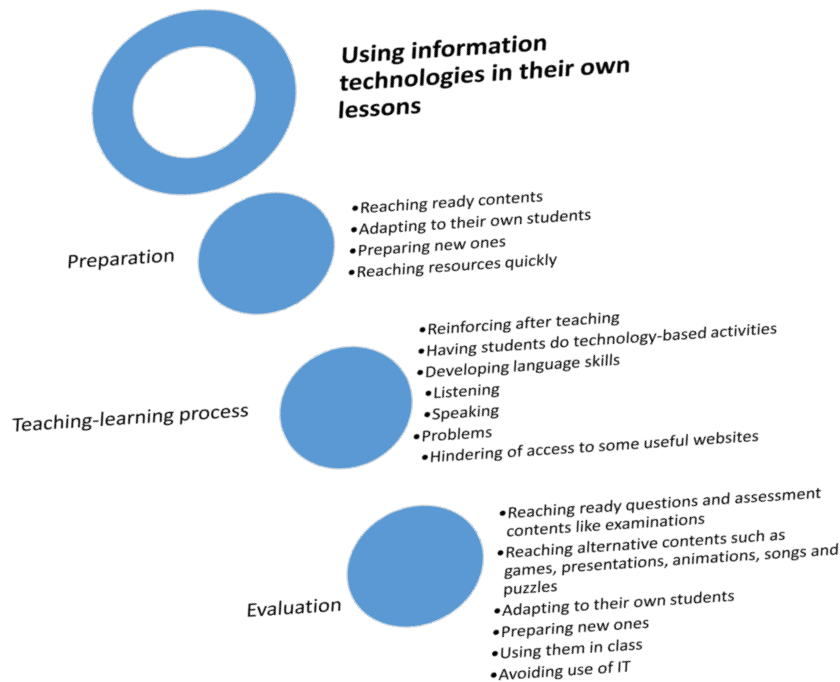 Using information
technologies in their own
lessons
Preparation
•Reaching ready contents
•Adapting to their own students
•Preparing new ones
•Reaching resources quickly
Teaching-learning process
•Reinforcing after teaching
•Having students do technology-based activities
•Developing language skills
•Listening
•Speaking
•Problems
•Hindering of access to some useful websites
Evaluation
•Reaching ready questions and assessment
contents like examinations
•Reaching alternative contents such as
games, presentations, animations, songs and
puzzles
•Adapting to their own students
•Preparing new ones
•Using them in class
•Avoiding use of IT